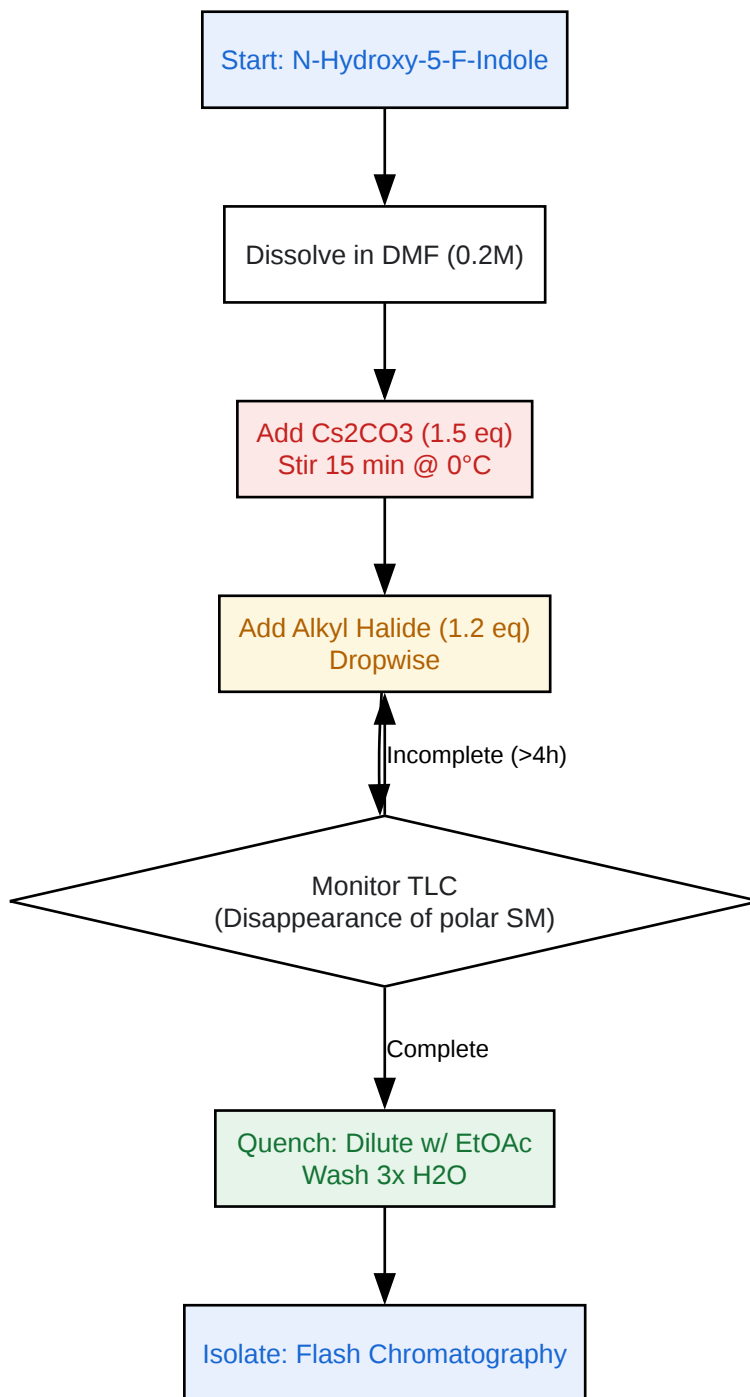 Start: N-Hydroxy-5-F-Indole
Dissolve in DMF (0.2M)
Add Cs2CO3 (1.5 eq)
Stir 15 min @ 0°C
Add Alkyl Halide (1.2 eq)
Dropwise
Incomplete (>4h)
Monitor TLC
(Disappearance of polar SM)
Complete
Quench: Dilute w/ EtOAc
Wash 3x H2O
Isolate: Flash Chromatography